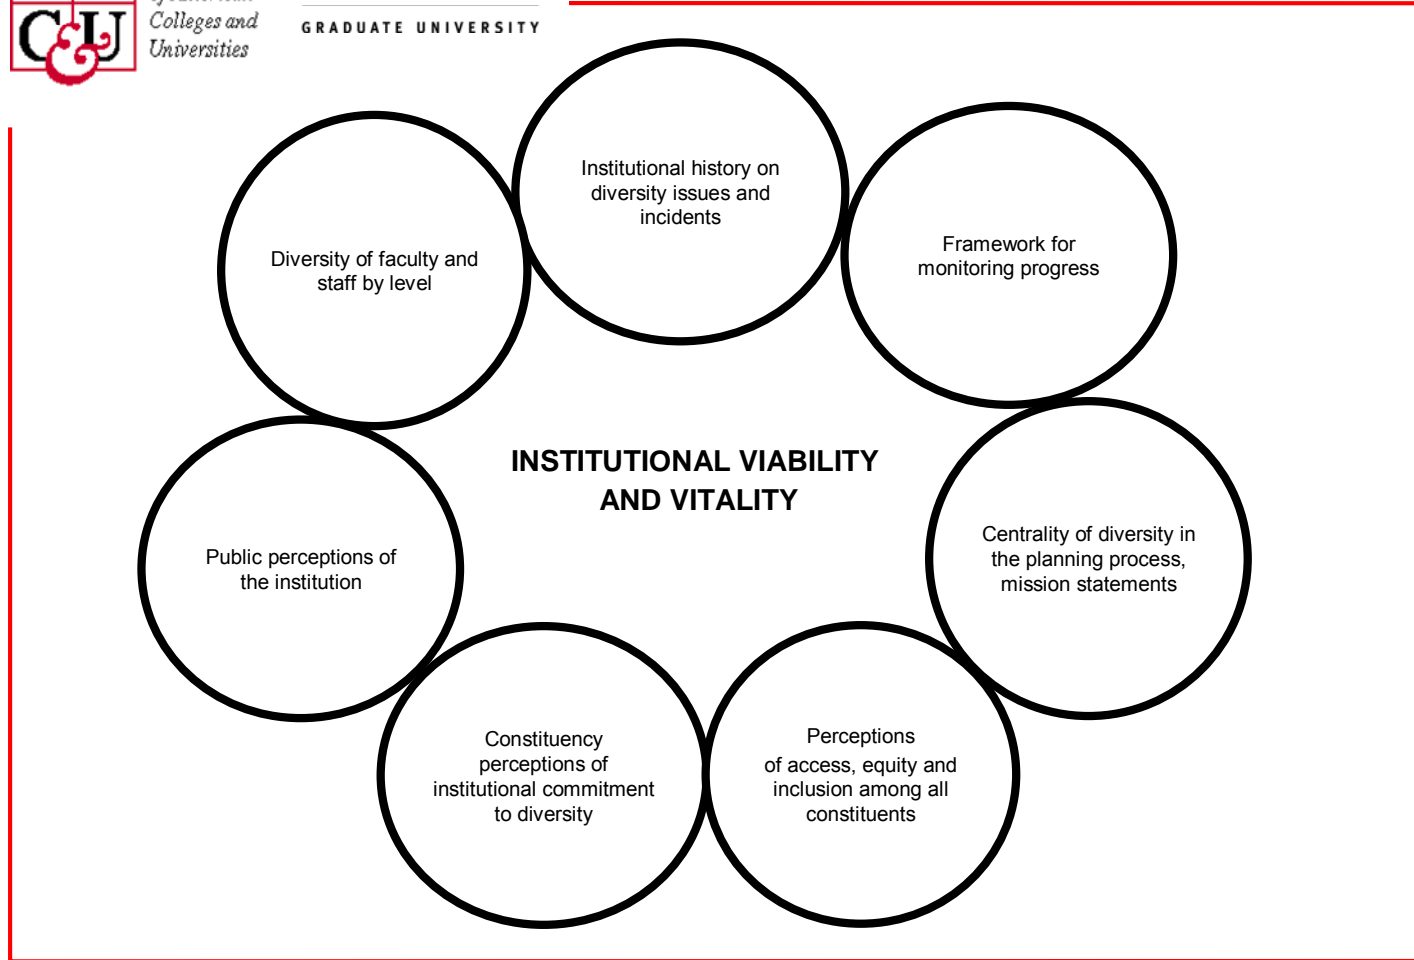 Colleges and
Universities
C&U
GRADUATE UNIVERSITY
Institutional history on
diversity issues and
incidents
Framework for
monitoring progress
Diversity of faculty and
staff by level
INSTITUTIONAL VIABILITY
AND VITALITY
Centrality of diversity in
the planning process,
mission statements
Public perceptions of
the institution
Perceptions
of access, equity and
inclusion among all
constituents
Constituency
perceptions of
institutional commitment
to diversity